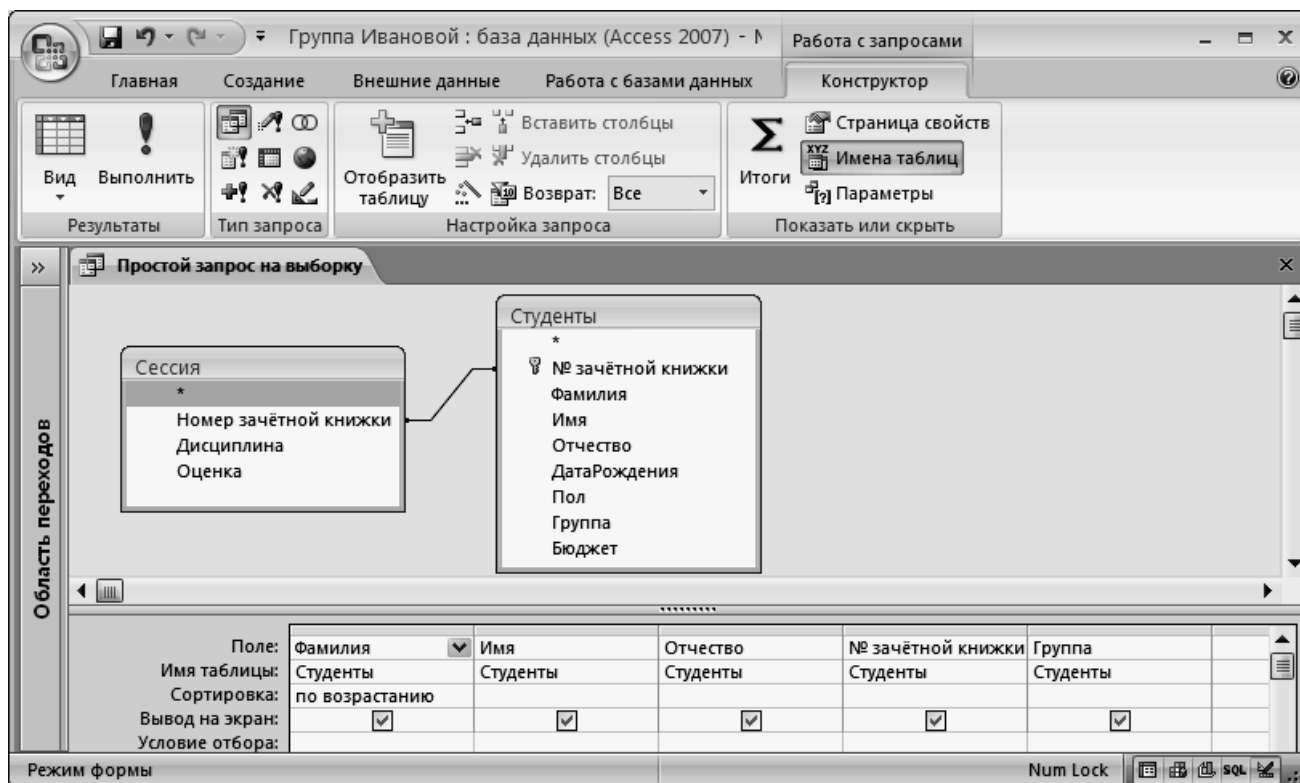 Группа Ивановой : база данных (Access 2007) - М
Работа с запросами
Главная Создание Внешние данные Работа с базами данных Конструктор
Вид
Выполнить
Результаты
Тип запроса
Отобразить таблицу
Вставить столбцы
Удалить столбцы
Возврат: Все
Настройка запроса
Итоги
Страница свойств
XYZ Имена таблиц
Параметры
Показать или скрыть
Простой запрос на выборку
Область переходов
Сессия
*
Номер зачётной книжки
Дисциплина
Оценка
Студенты
*
№ зачётной книжки
Фамилия
Имя
Отчество
ДатаРождения
Пол
Группа
Бюджет
Поле: Фамилия Имя Отчество № зачётной книжки Группа
Имя таблицы: Студенты Студенты Студенты Студенты Студенты
Сортировка: по возрастанию
Вывод на экран:
Условие отбора:
Режим формы Num Lock SQL